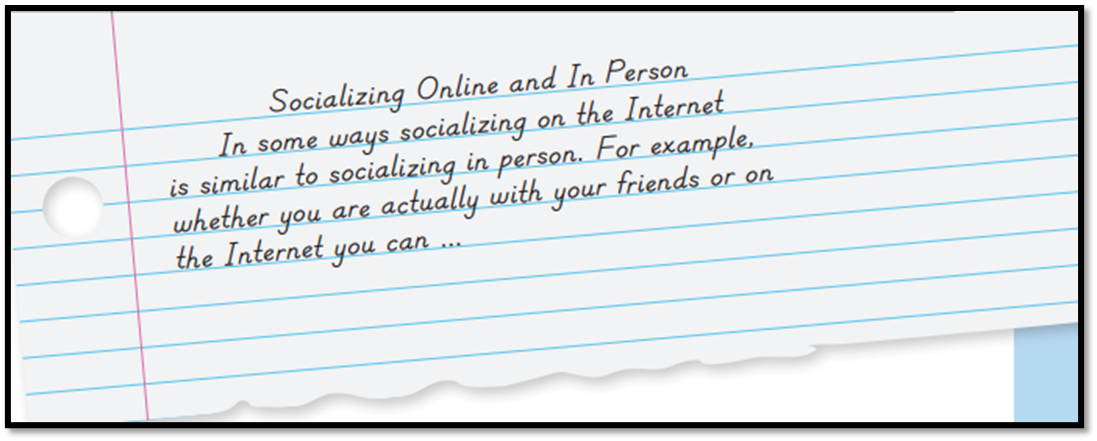 Socializing Online and In Person
In some ways socializing on the Internet
is similar to socializing in person. For example,
whether you are actually with your friends or on
the Internet you can ...